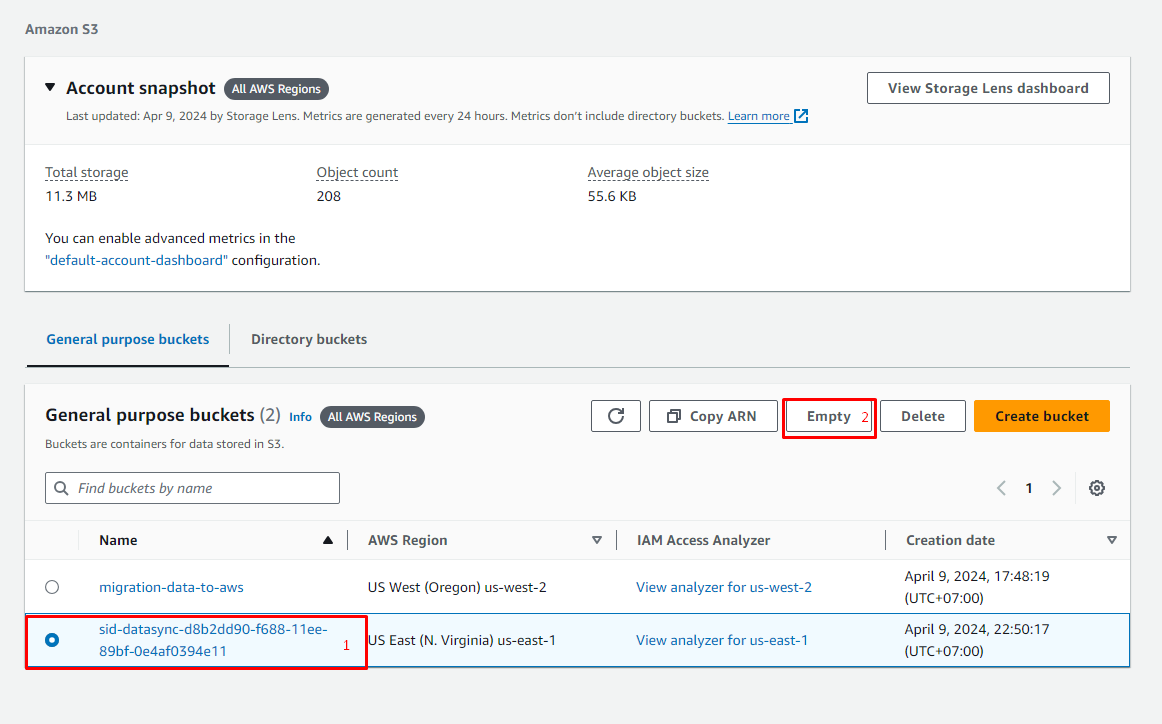 Amazon S3
Account snapshot All AWS Regions View Storage Lens dashboard
Last updated: Apr 9, 2024 by Storage Lens. Metrics are generated every 24 hours. Metrics don't include directory buckets. Learn more
Total storage Object count Average object size
11.3 MB 208 55.6 KB
You can enable advanced metrics in the
"default-account-dashboard" configuration.
General purpose buckets Directory buckets
General purpose buckets (2) Info All AWS Regions Copy ARN Empty 2 Delete Create bucket
Buckets are containers for data stored in S3.
Find buckets by name 1
Name AWS Region IAM Access Analyzer Creation date
migration-data-to-aws US West (Oregon) us-west-2 View analyzer for us-west-2 April 9, 2024, 17:48:19
(UTC+07:00)
sid-datasync-d8b2dd90-f688-11ee- 1 US East (N. Virginia) us-east-1 View analyzer for us-east-1 April 9, 2024, 22:50:17
89bf-0e4af0394e11 (UTC+07:00)